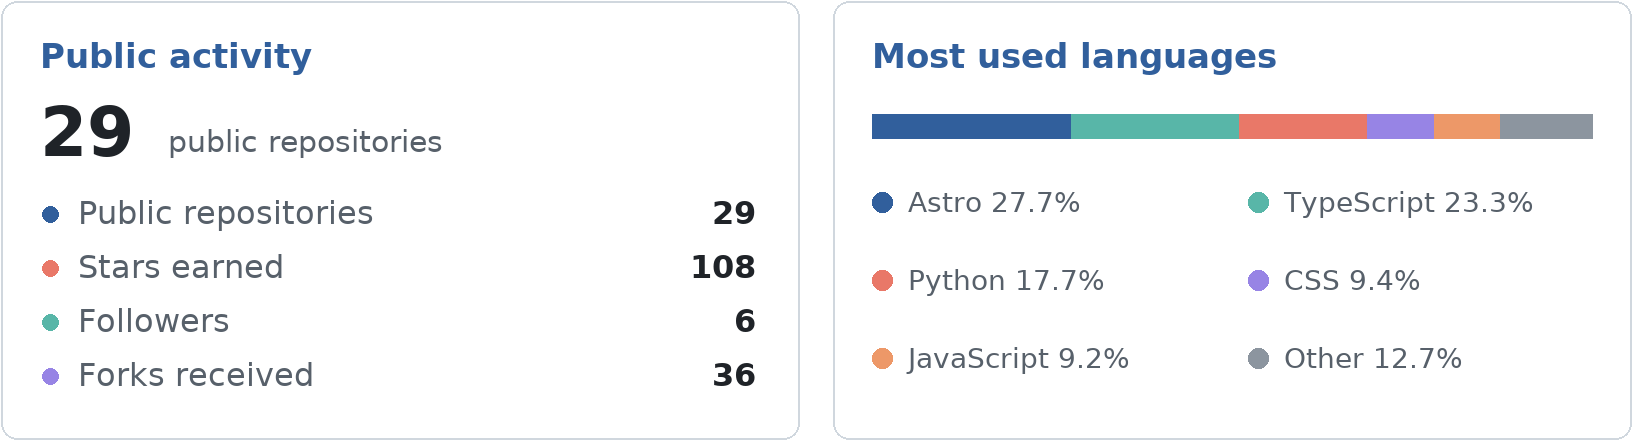 Public activity
29 public repositories
Public repositories 29
Stars earned 108
Followers 6
Forks received 36
Most used languages
Astro 27.7% TypeScript 23.3%
Python 17.7% CSS 9.4%
JavaScript 9.2% Other 12.7%